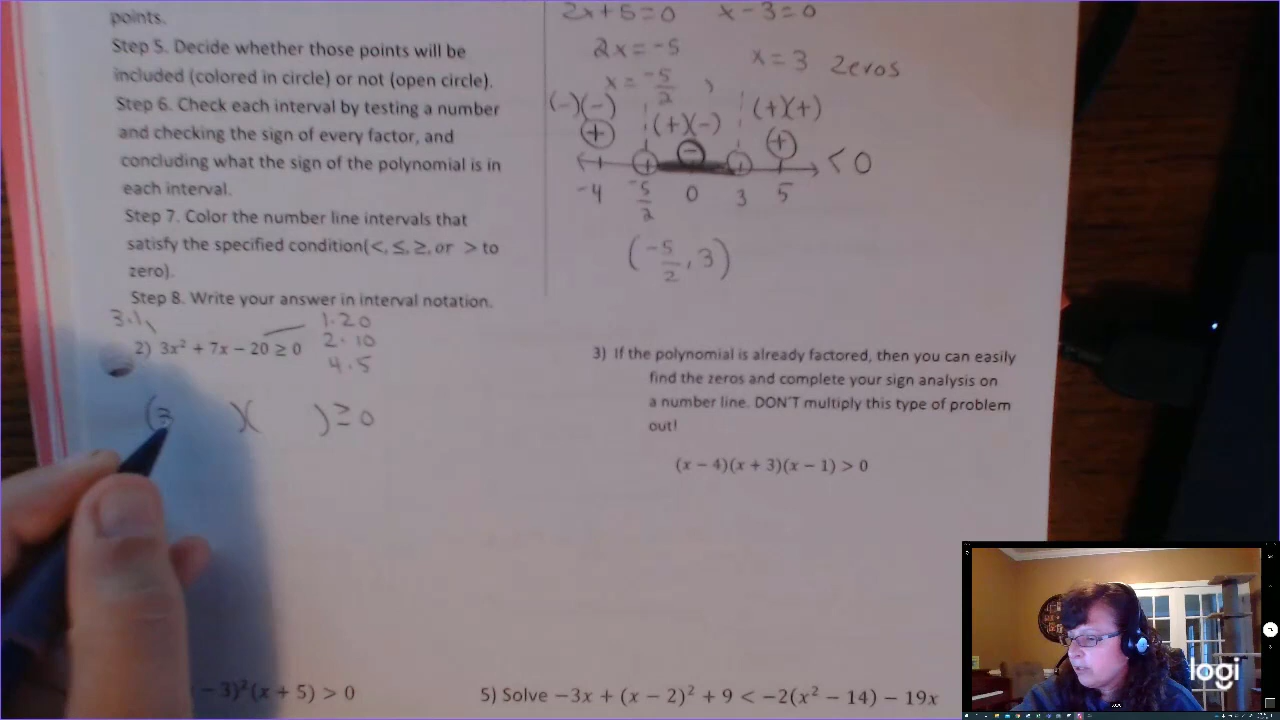 points.
Step 5. Decide whether those points will be
included (colored in circle) or not (open circle).
Step 6. Check each interval by testing a number
and checking the sign of every factor, and
concluding what the sign of the polynomial is in
each interval.
Step 7. Color the number line intervals that
satisfy the specified condition(<, ≤, ≥, or > to
zero).
Step 8. Write your answer in interval notation.
2x + 5 = 0 x - 3 = 0
2x = -5
x = 3 zeros
x = -5/2 ,
(-)(-) (+)(-) (+)(+)
+ - +
< 0
-4 -5/2 0 3 5
(-5/2, 3)
3·1 1·20
2) 3x² + 7x − 20 ≥ 0 2·10
4·5
(3 )( ) ≥ 0
3) If the polynomial is already factored, then you can easily
find the zeros and complete your sign analysis on
a number line. DON'T multiply this type of problem
out!
(x − 4)(x + 3)(x − 1) > 0
− 3)²(x + 5) > 0
5) Solve −3x + (x − 2)² + 9 < −2(x² − 14) − 19x
logi